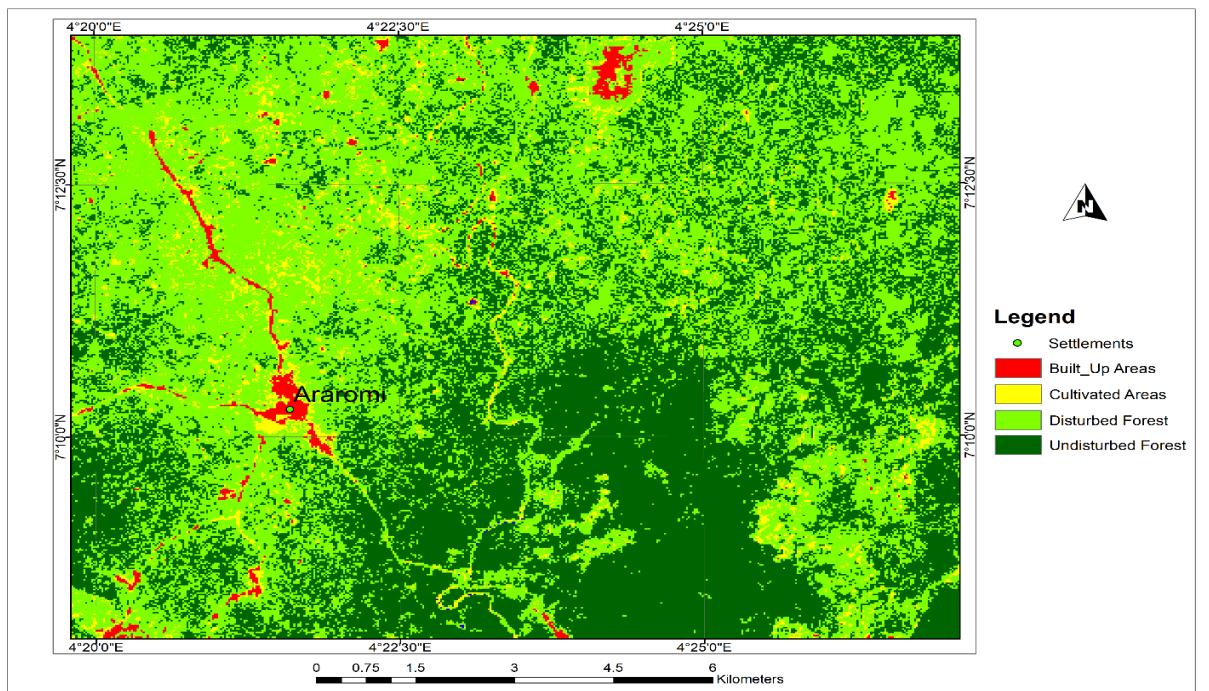 4°20'0"E 4°22'30"E 4°25'0"E
7°12'30"N 7°12'30"N
N
Legend
Settlements
Built_Up Areas
Araromi
Cultivated Areas
Disturbed Forest
7°10'0"N 7°10'0"N
Undisturbed Forest
4°20'0"E 4°22'30"E 4°25'0"E
0 0.75 1.5 3 4.5 6
Kilometers